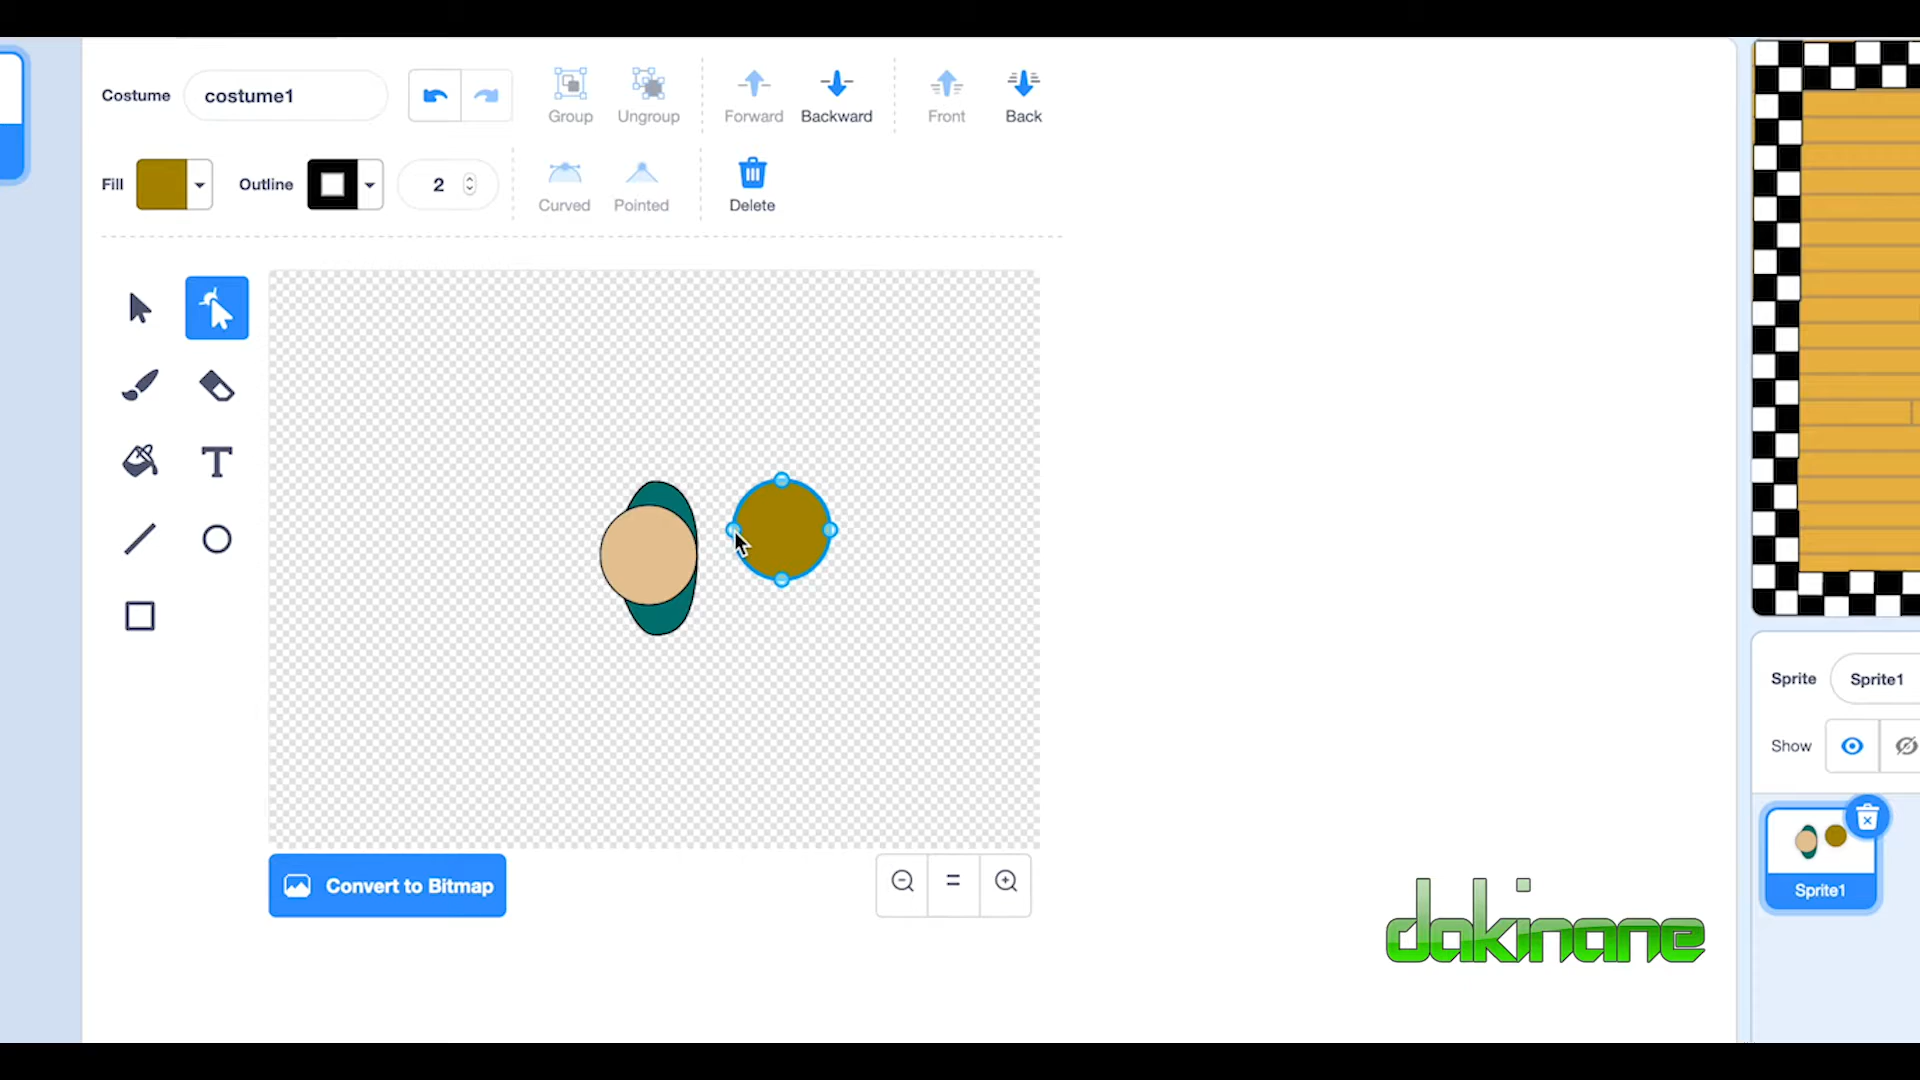 Costume
costume1
Group
Ungroup
Forward
Backward
Front
Back
Fill
Outline
2
Curved
Pointed
Delete
T
Convert to Bitmap
=
Sprite
Sprite1
Show
Sprite1
dakinane